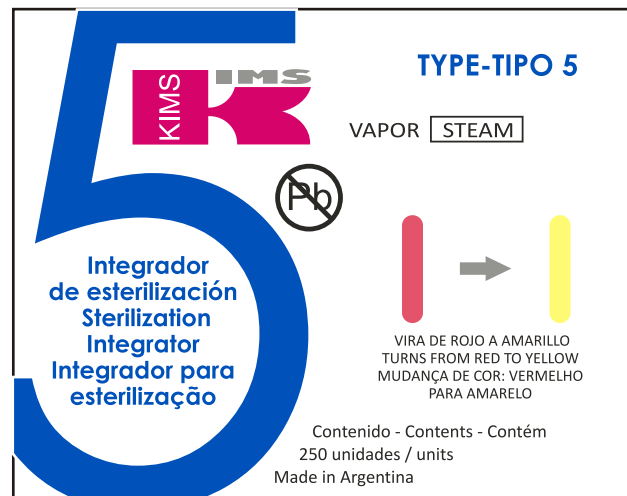 5
KIMS
IMS
TYPE-TIPO 5
VAPOR STEAM
Pb
Integrador
de esterilización
Sterilization
Integrator
Integrador para
esterilização
VIRA DE ROJO A AMARILLO
TURNS FROM RED TO YELLOW
MUDANÇA DE COR: VERMELHO
PARA AMARELO
Contenido - Contents - Contém
250 unidades / units
Made in Argentina